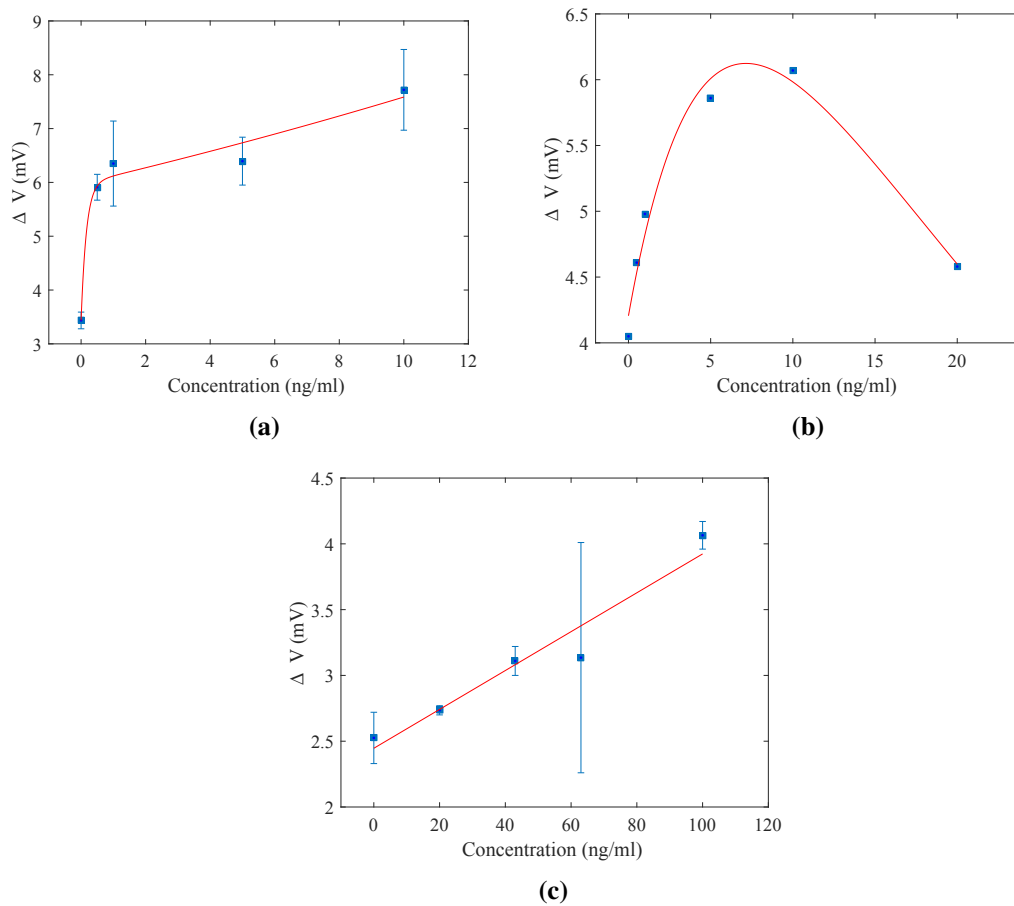 9
8
7
6
5
4
3
0 2 4 6 8 10 12
Δ V (mV)
Concentration (ng/ml)
(a)
6.5
6
5.5
5
4.5
4
0 5 10 15 20
Δ V (mV)
Concentration (ng/ml)
(b)
4.5
4
3.5
3
2.5
2
0 20 40 60 80 100 120
Δ V (mV)
Concentration (ng/ml)
(c)